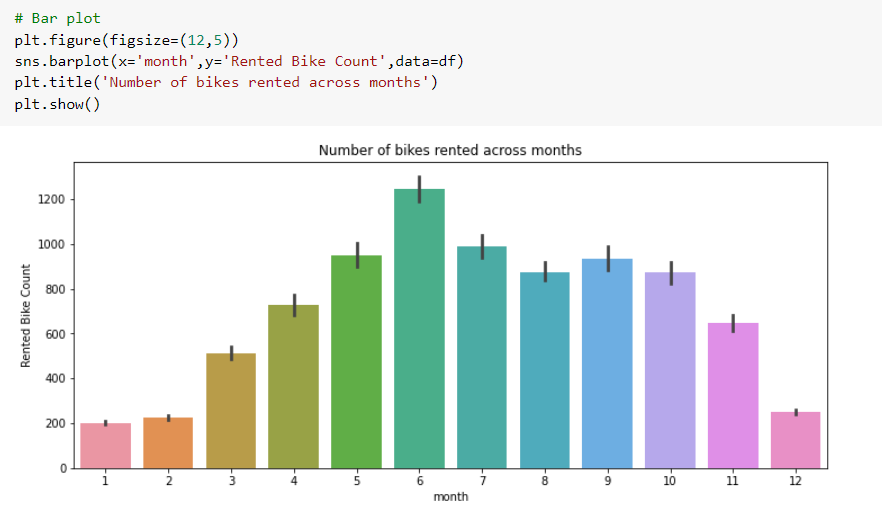 # Bar plot
plt.figure(figsize=(12,5))
sns.barplot(x='month',y='Rented Bike Count',data=df)
plt.title('Number of bikes rented across months')
plt.show()
Number of bikes rented across months
1200
1000
800
600
400
200
0
Rented Bike Count
1 2 3 4 5 6 7 8 9 10 11 12
month